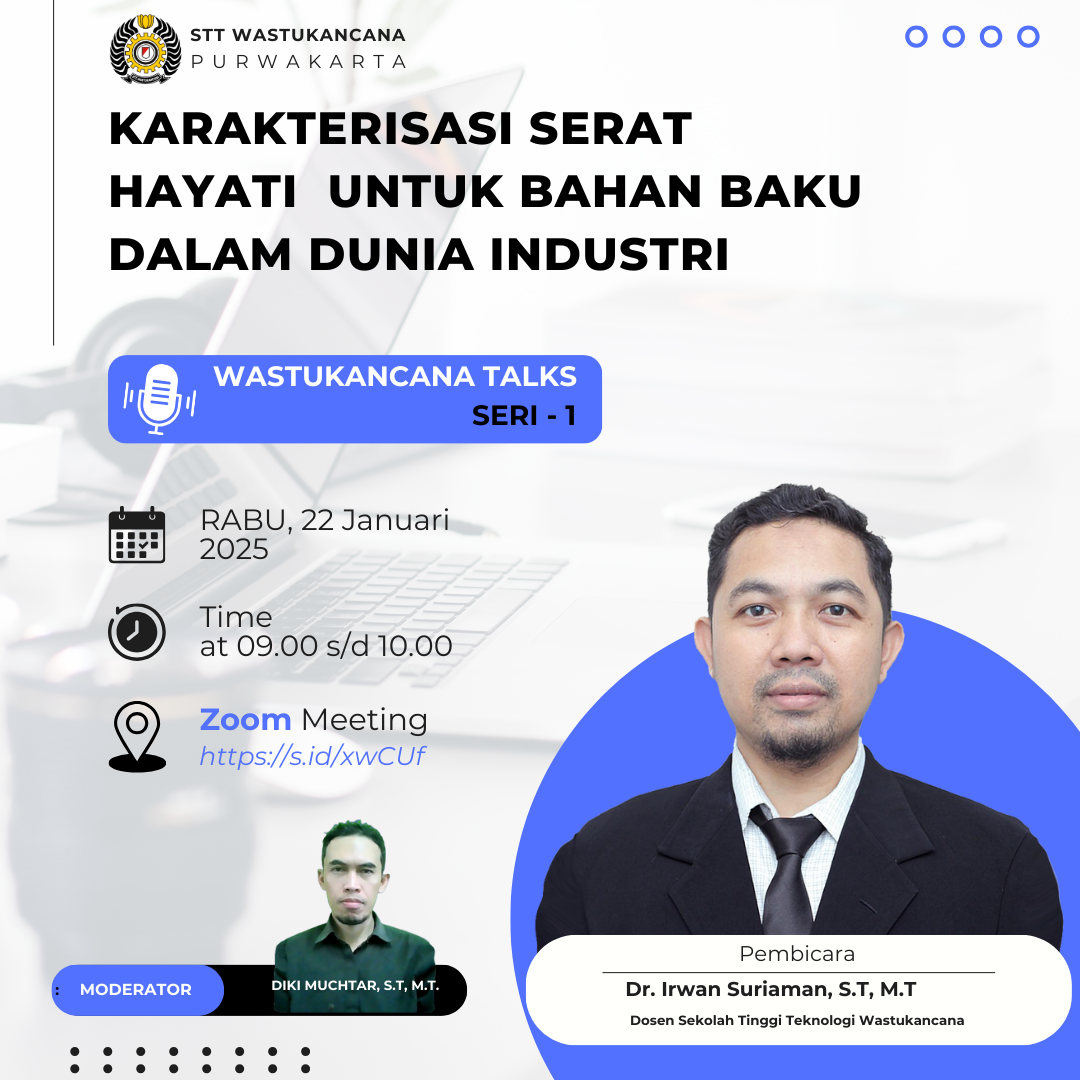 STT WASTUKANCANA
PURWAKARTA
KARAKTERISASI SERAT
HAYATI UNTUK BAHAN BAKU
DALAM DUNIA INDUSTRI
WASTUKANCANA TALKS
SERI - 1
RABU, 22 Januari
2025
Time
at 09.00 s/d 10.00
Zoom Meeting
https://s.id/xwCUf
: MODERATOR
DIKI MUCHTAR, S.T, M.T.
Pembicara
Dr. Irwan Suriaman, S.T, M.T
Dosen Sekolah Tinggi Teknologi Wastukancana